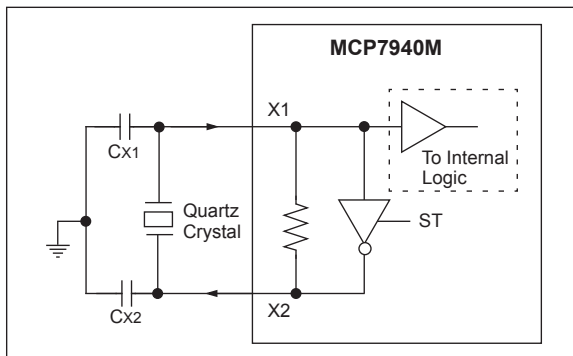 MCP7940M
X1
CX1
To Internal
Logic
Quartz
Crystal
ST
X2
CX2